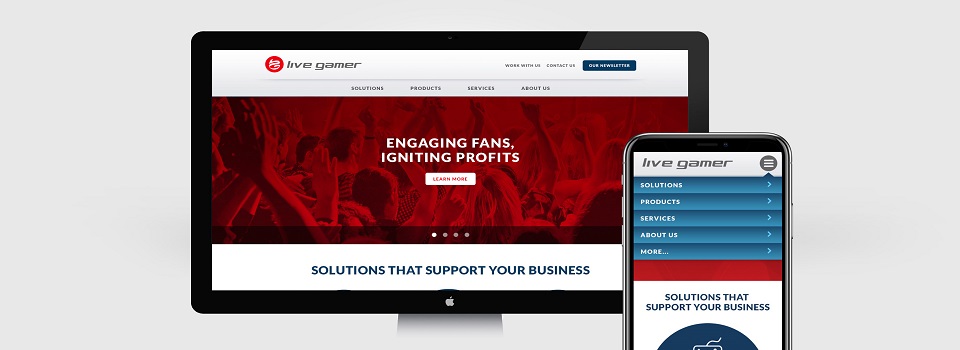 live gamer
WORK WITH US CONTACT US OUR NEWSLETTER
SOLUTIONS PRODUCTS SERVICES ABOUT US
ENGAGING FANS,
IGNITING PROFITS
LEARN MORE
SOLUTIONS THAT SUPPORT YOUR BUSINESS
live gamer
SOLUTIONS
PRODUCTS
SERVICES
ABOUT US
MORE...
SOLUTIONS THAT
SUPPORT YOUR BUSINESS